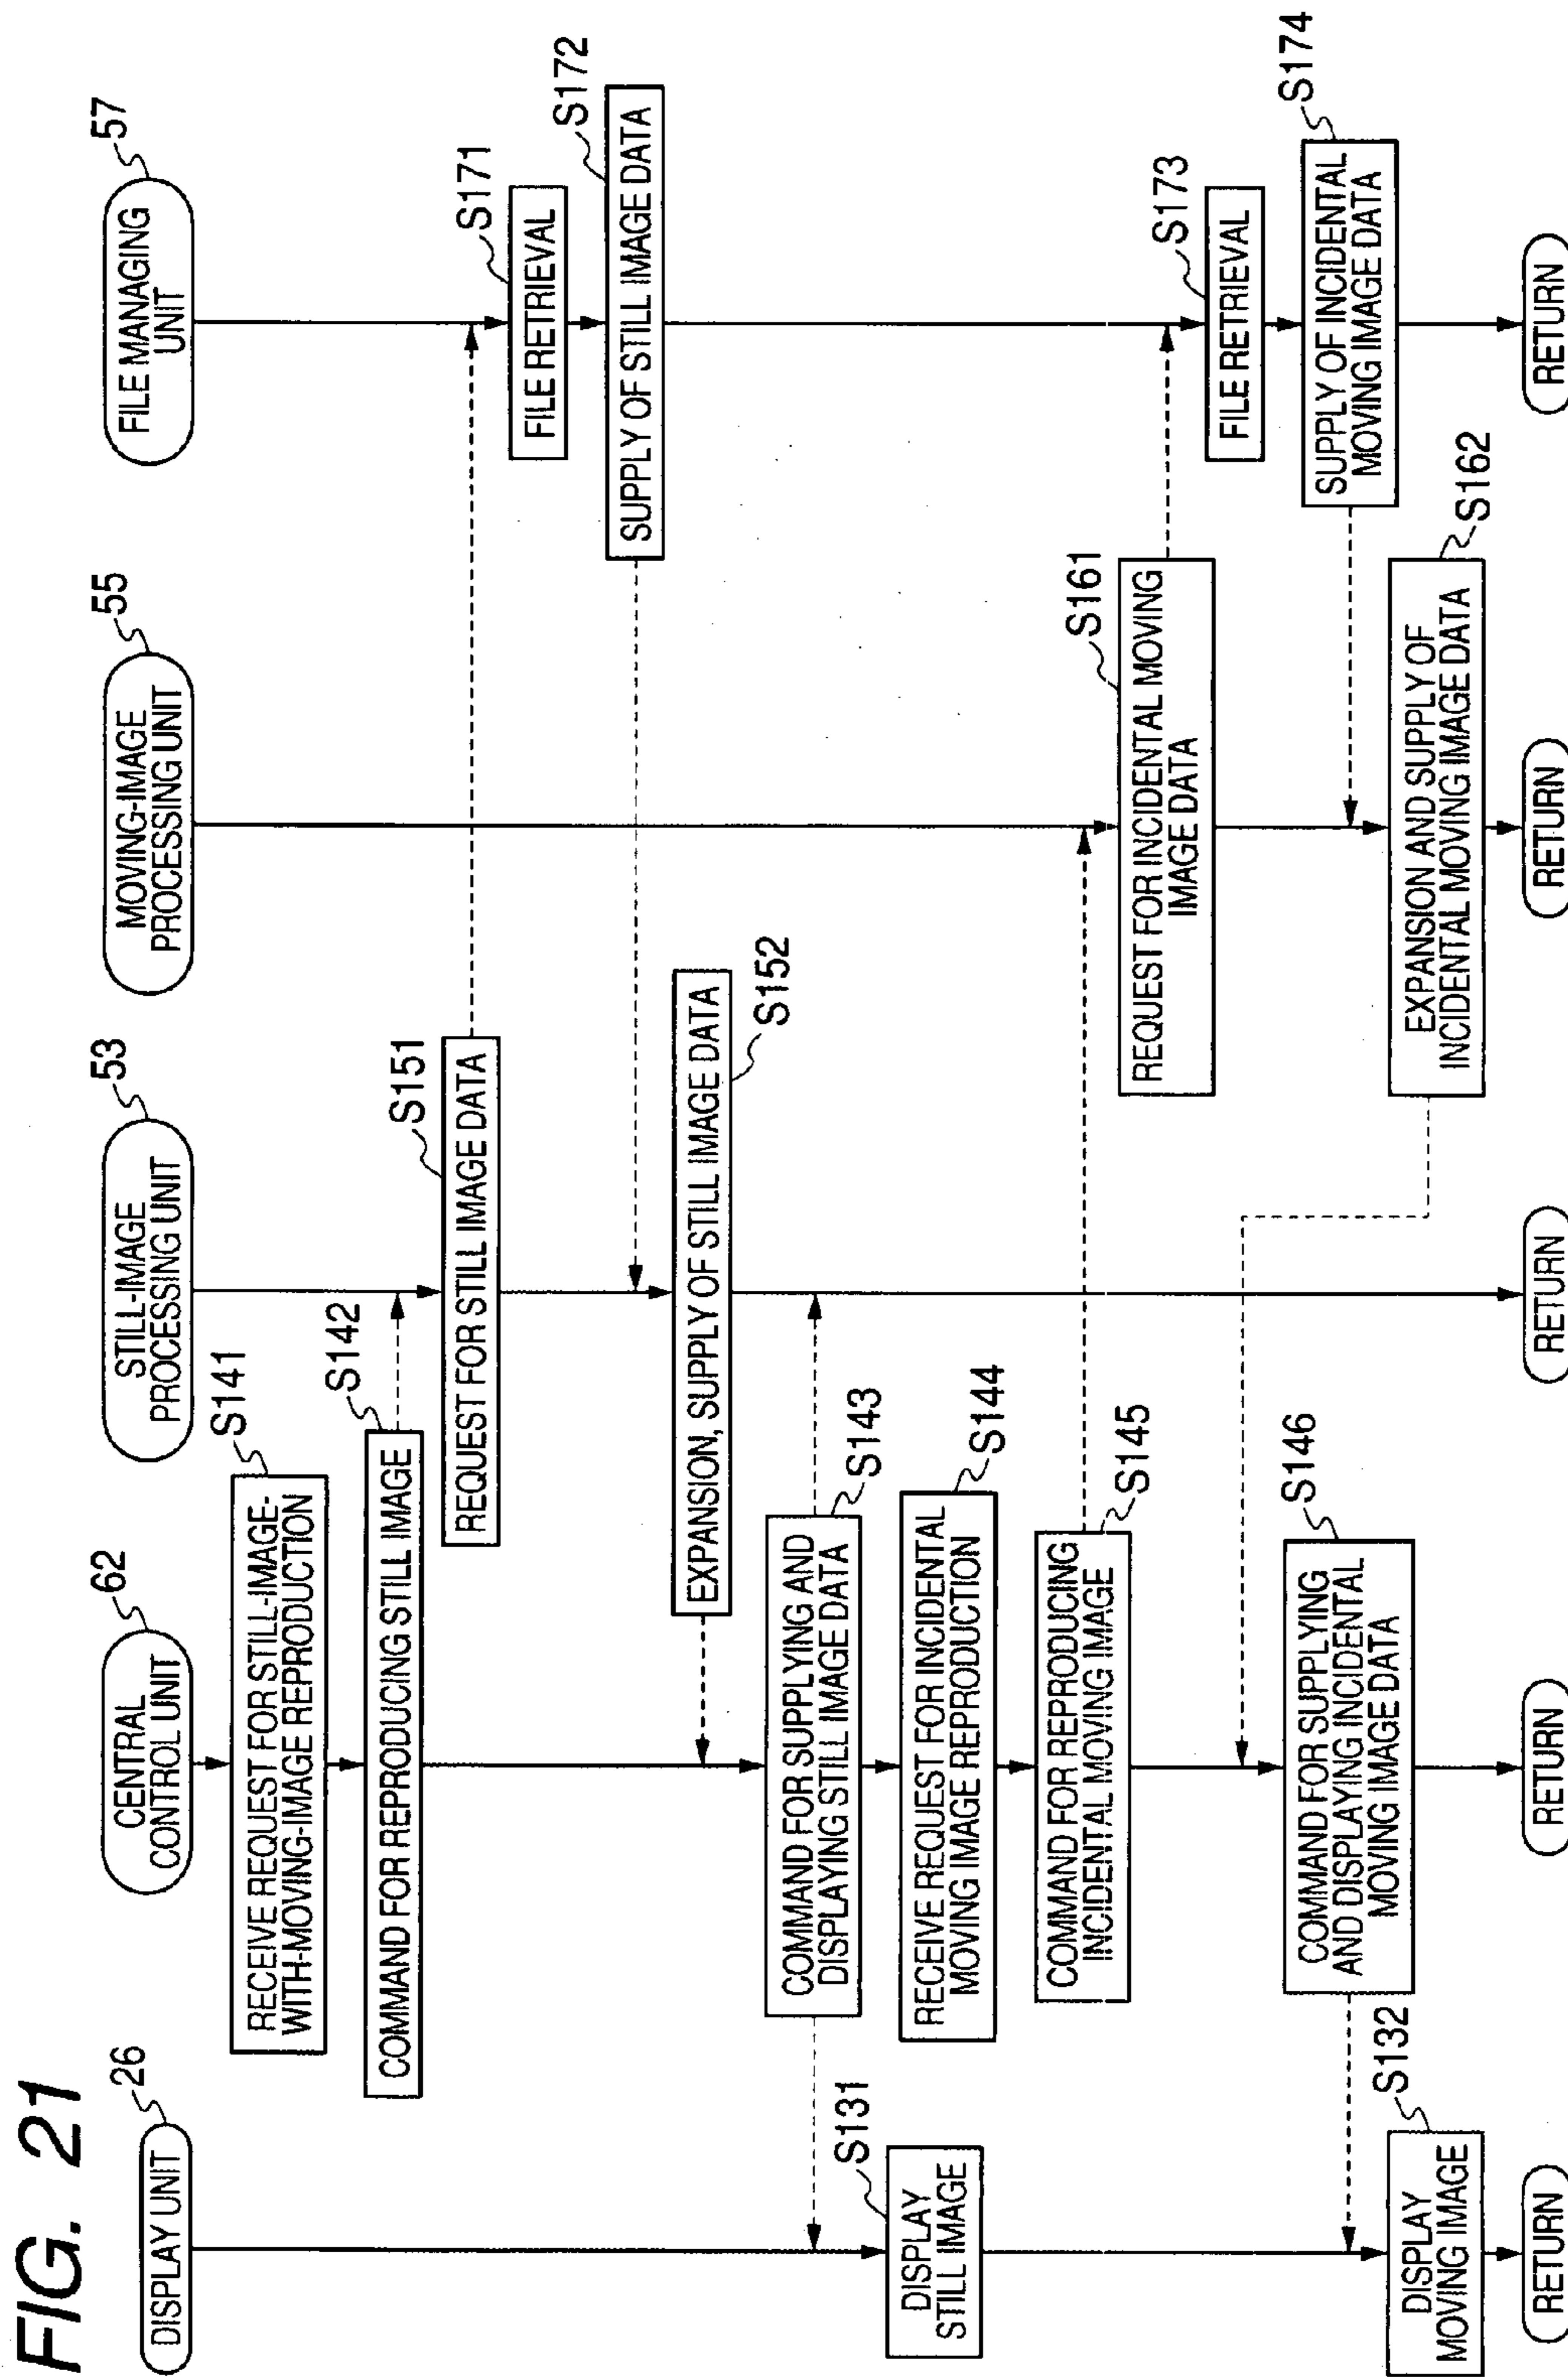 FIG. 21
DISPLAY UNIT
26
DISPLAY
STILL IMAGE
S131
DISPLAY
MOVING IMAGE
S132
RETURN
CENTRAL
CONTROL UNIT
62
RECEIVE REQUEST FOR STILL-IMAGE-
WITH-MOVING-IMAGE REPRODUCTION
S141
COMMAND FOR REPRODUCING STILL IMAGE
S142
COMMAND FOR SUPPLYING AND
DISPLAYING STILL IMAGE DATA
S143
RECEIVE REQUEST FOR INCIDENTAL
MOVING IMAGE REPRODUCTION
S144
COMMAND FOR REPRODUCING
INCIDENTAL MOVING IMAGE
S145
COMMAND FOR SUPPLYING
AND DISPLAYING INCIDENTAL
MOVING IMAGE DATA
S146
RETURN
STILL-IMAGE
PROCESSING UNIT
53
REQUEST FOR STILL IMAGE DATA
S151
EXPANSION, SUPPLY OF STILL IMAGE DATA
S152
RETURN
MOVING-IMAGE
PROCESSING UNIT
55
REQUEST FOR INCIDENTAL MOVING
IMAGE DATA
S161
EXPANSION AND SUPPLY OF
INCIDENTAL MOVING IMAGE DATA
S162
RETURN
FILE MANAGING
UNIT
57
FILE RETRIEVAL
S171
SUPPLY OF STILL IMAGE DATA
S172
FILE RETRIEVAL
S173
SUPPLY OF INCIDENTAL
MOVING IMAGE DATA
S174
RETURN